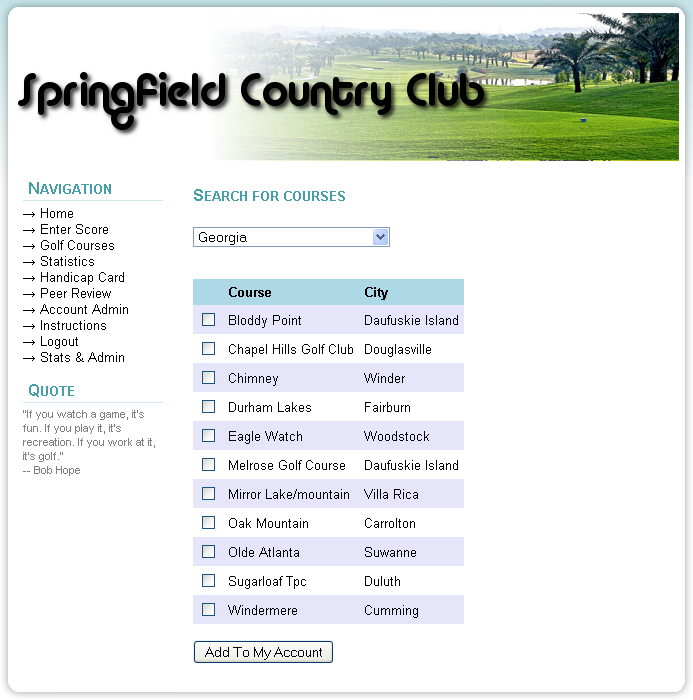 Springfield Country Club
Navigation
→ Home
→ Enter Score
→ Golf Courses
→ Statistics
→ Handicap Card
→ Peer Review
→ Account Admin
→ Instructions
→ Logout
→ Stats & Admin
Quote
"If you watch a game, it's
fun. If you play it, it's
recreation. If you work at it,
it's golf."
-- Bob Hope
Search for courses
Georgia
Course City
Bloddy Point Daufuskie Island
Chapel Hills Golf Club Douglasville
Chimney Winder
Durham Lakes Fairburn
Eagle Watch Woodstock
Melrose Golf Course Daufuskie Island
Mirror Lake/mountain Villa Rica
Oak Mountain Carrolton
Olde Atlanta Suwanne
Sugarloaf Tpc Duluth
Windermere Cumming
Add To My Account